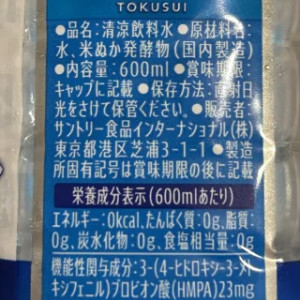 TOKUSUI
●品名:清涼飲料水●原材料名:
水、米ぬか発酵物(国内製造)
●内容量:600ml●賞味期限:
キャップに記載●保存方法:直射日
光をさけて保管ください。●販売者:
サントリー食品インターナショナル(株)
東京都港区芝浦3-1-1 ●製造
所固有記号は賞味期限の後に記載
栄養成分表示(600mlあたり)
エネルギー:0kcal、たんぱく質:0g、脂質:
0g、炭水化物:0g、食塩相当量:0g
機能性関与成分:3-(4-ヒドロキシ-3-メト
キシフェニル)プロピオン酸(HMPA)23mg